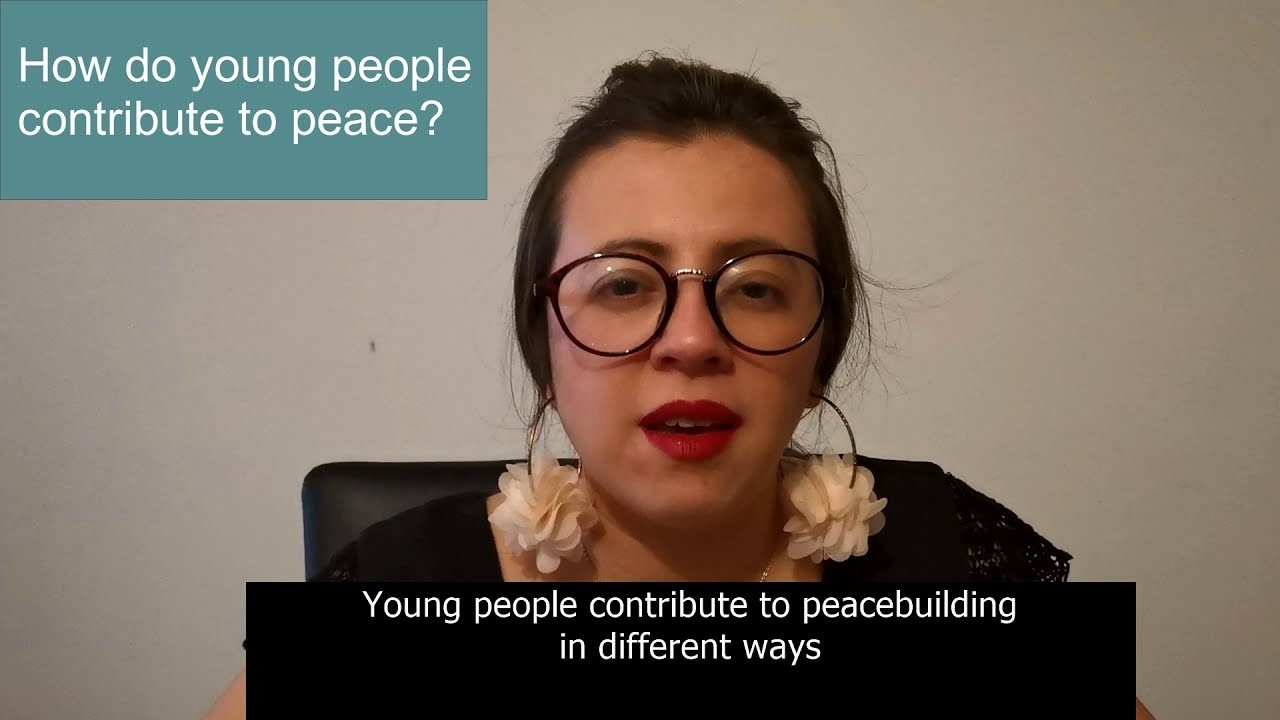 How do young people
contribute to peace?
Young people contribute to peacebuilding
in different ways